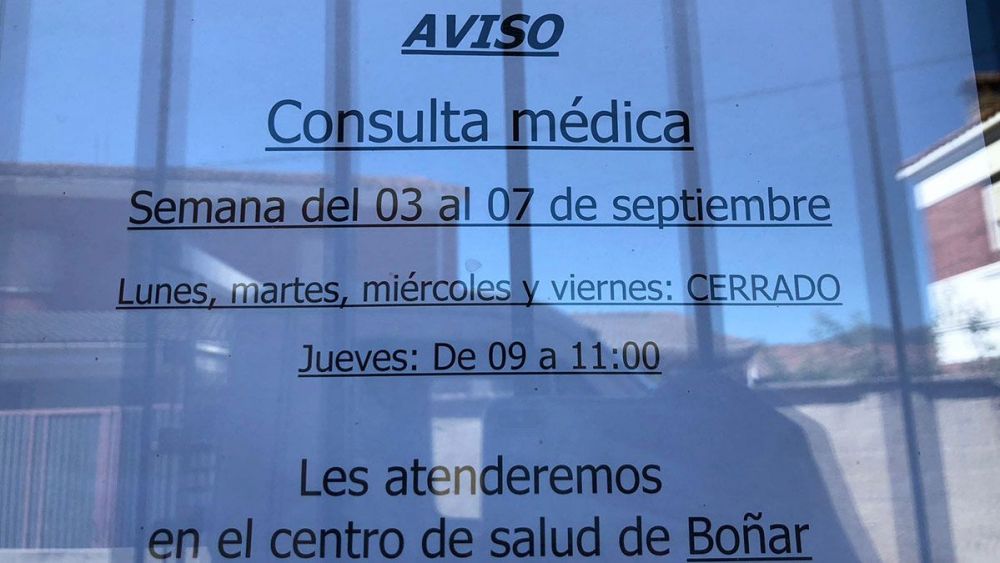 AVISO
Consulta médica
Semana del 03 al 07 de septiembre
Lunes, martes, miércoles y viernes: CERRADO
Jueves: De 09 a 11:00
Les atenderemos
en el centro de salud de Boñar